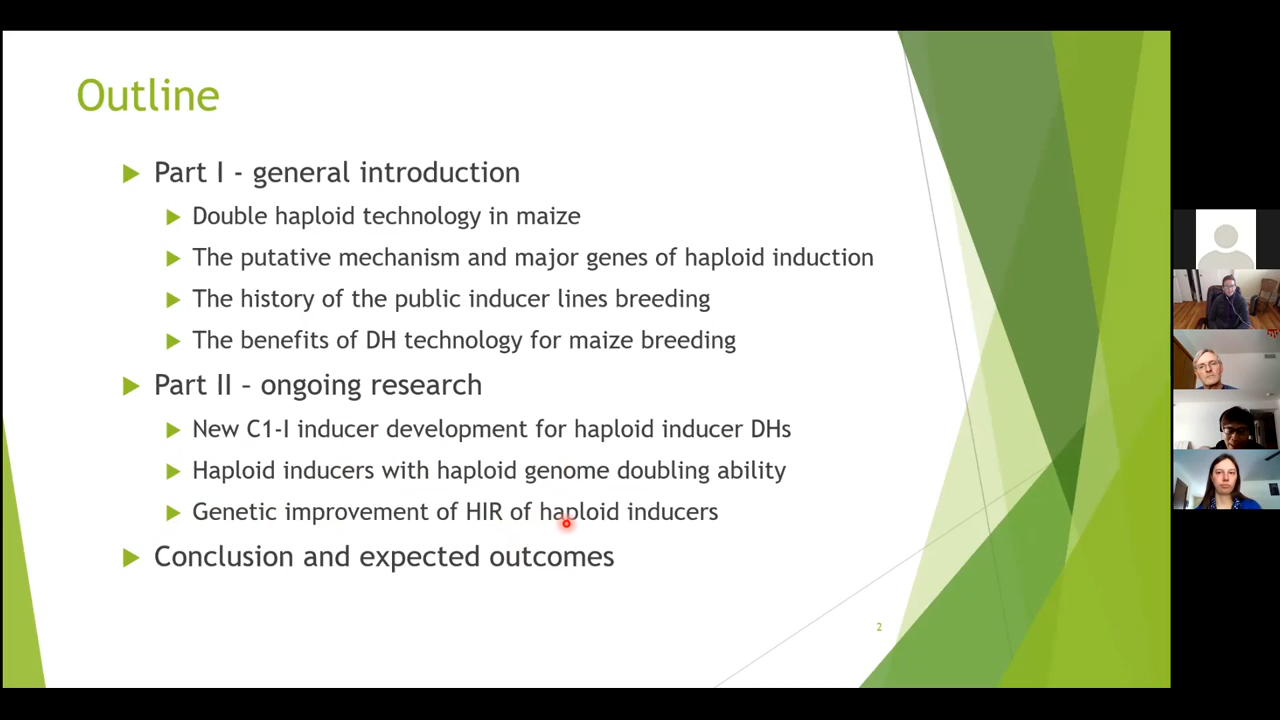 Outline
Part I - general introduction
Double haploid technology in maize
The putative mechanism and major genes of haploid induction
The history of the public inducer lines breeding
The benefits of DH technology for maize breeding
Part II – ongoing research
New C1-I inducer development for haploid inducer DHs
Haploid inducers with haploid genome doubling ability
Genetic improvement of HIR of haploid inducers
Conclusion and expected outcomes
2